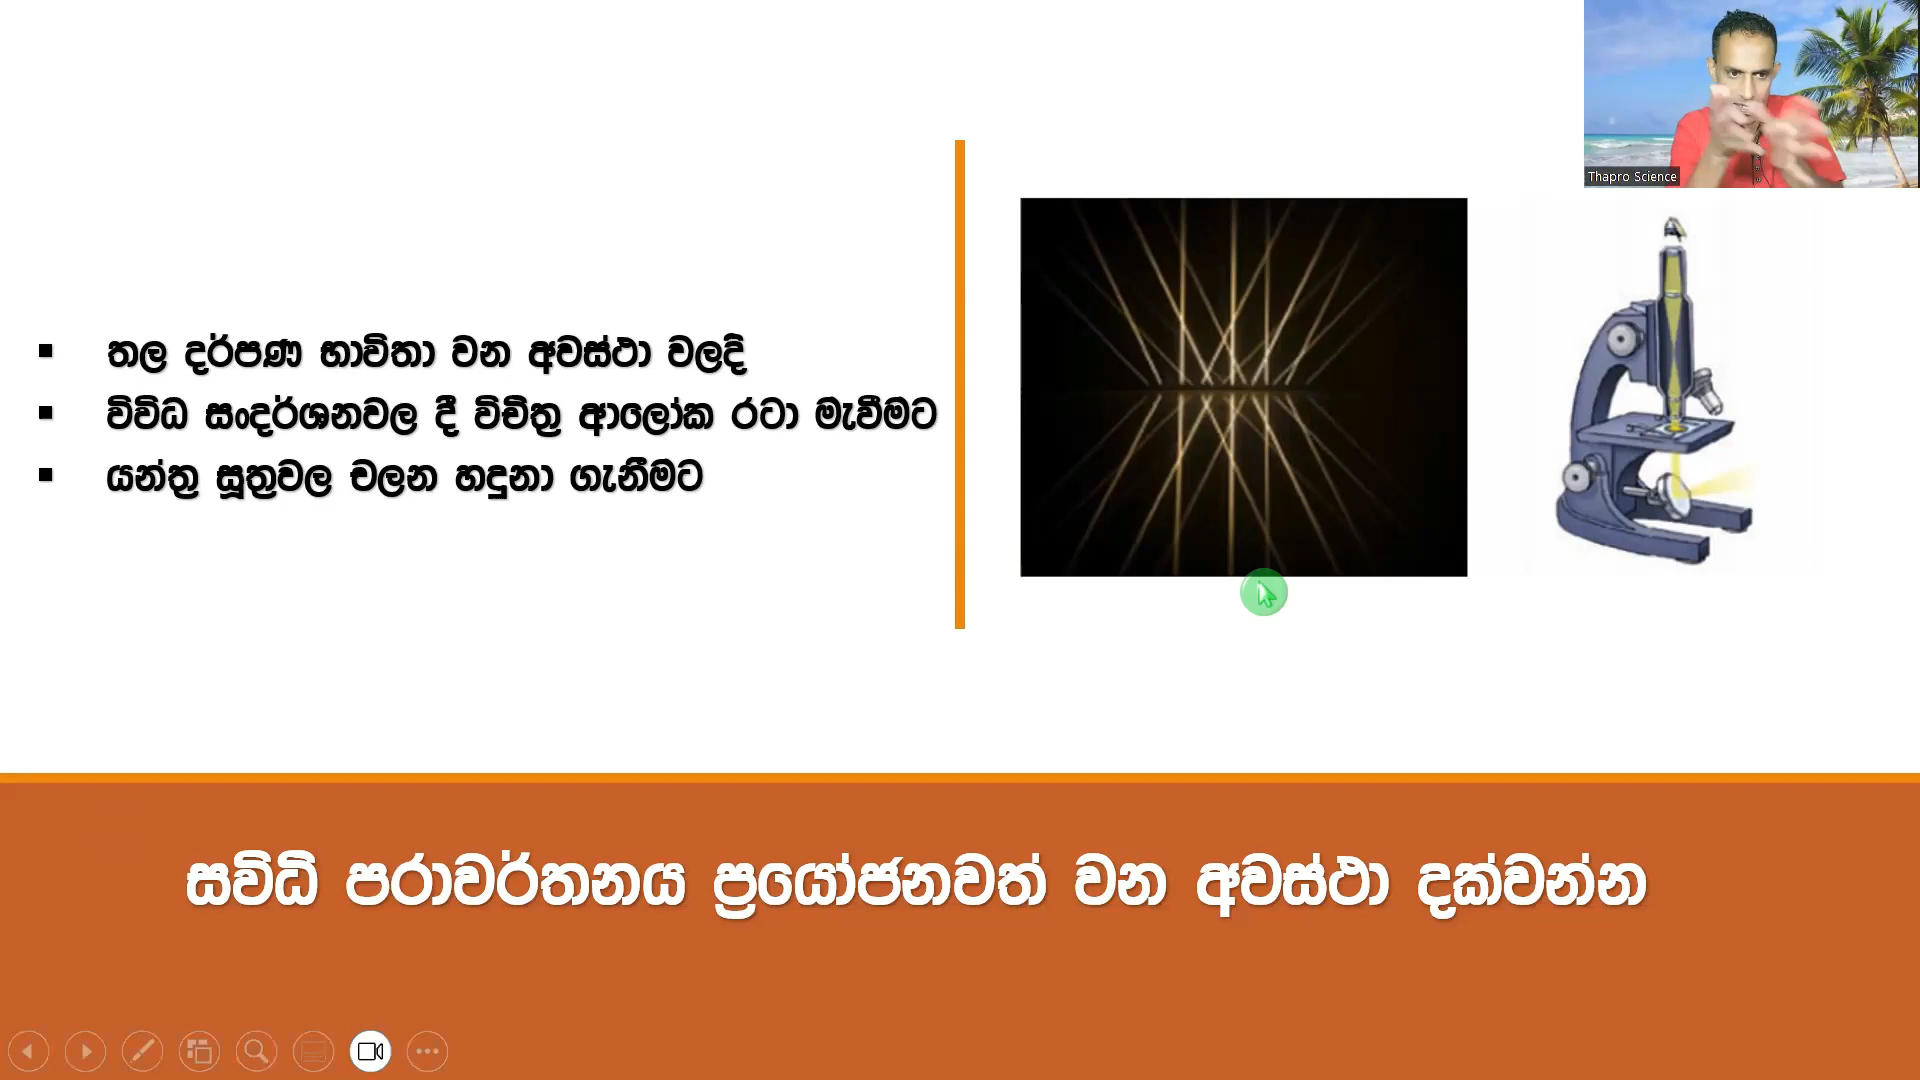 Thapro Science
▪ තල දර්පණ භාවිතා වන අවස්ථා වලදී
▪ විවිධ සංදර්ශනවල දී විචිත්‍ර ආලෝක රටා මැවීමට
▪ යන්ත්‍ර සූත්‍රවල චලන හදුනා ගැනීමට
සවිධි පරාවර්තනය ප්‍රයෝජනවත් වන අවස්ථා දක්වන්න